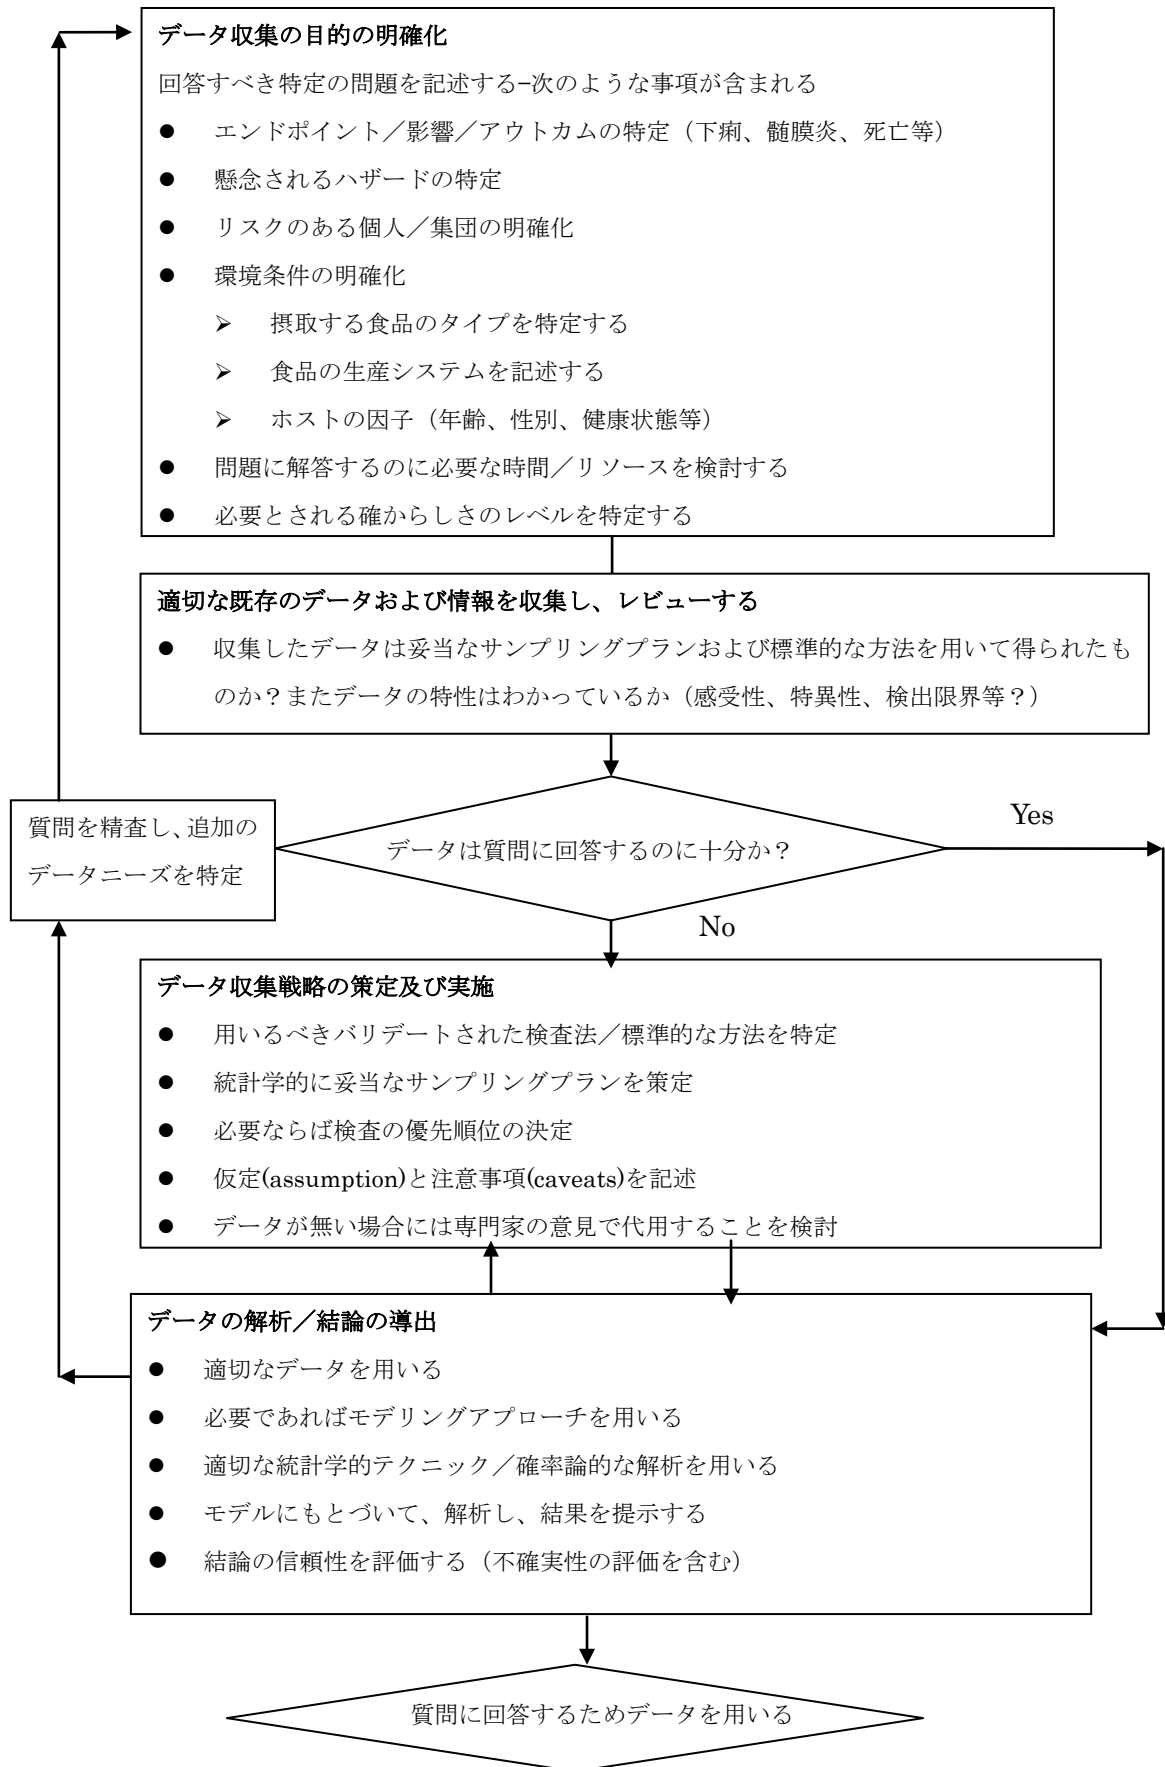 データ収集の目的の明確化
回答すべき特定の問題を記述する–次のような事項が含まれる
● エンドポイント／影響／アウトカムの特定（下痢、髄膜炎、死亡等）
● 懸念されるハザードの特定
● リスクのある個人／集団の明確化
● 環境条件の明確化
➢ 摂取する食品のタイプを特定する
➢ 食品の生産システムを記述する
➢ ホストの因子（年齢、性別、健康状態等）
● 問題に解答するのに必要な時間／リソースを検討する
● 必要とされる確からしさのレベルを特定する
適切な既存のデータおよび情報を収集し、レビューする
● 収集したデータは妥当なサンプリングプランおよび標準的な方法を用いて得られたも
のか？またデータの特性はわかっているか（感受性、特異性、検出限界等？）
質問を精査し、追加の
データニーズを特定
データは質問に回答するのに十分か？
Yes
No
データ収集戦略の策定及び実施
● 用いるべきバリデートされた検査法／標準的な方法を特定
● 統計学的に妥当なサンプリングプランを策定
● 必要ならば検査の優先順位の決定
● 仮定(assumption)と注意事項(caveats)を記述
● データが無い場合には専門家の意見で代用することを検討
データの解析／結論の導出
● 適切なデータを用いる
● 必要であればモデリングアプローチを用いる
● 適切な統計学的テクニック／確率論的な解析を用いる
● モデルにもとづいて、解析し、結果を提示する
● 結論の信頼性を評価する（不確実性の評価を含む）
質問に回答するためデータを用いる